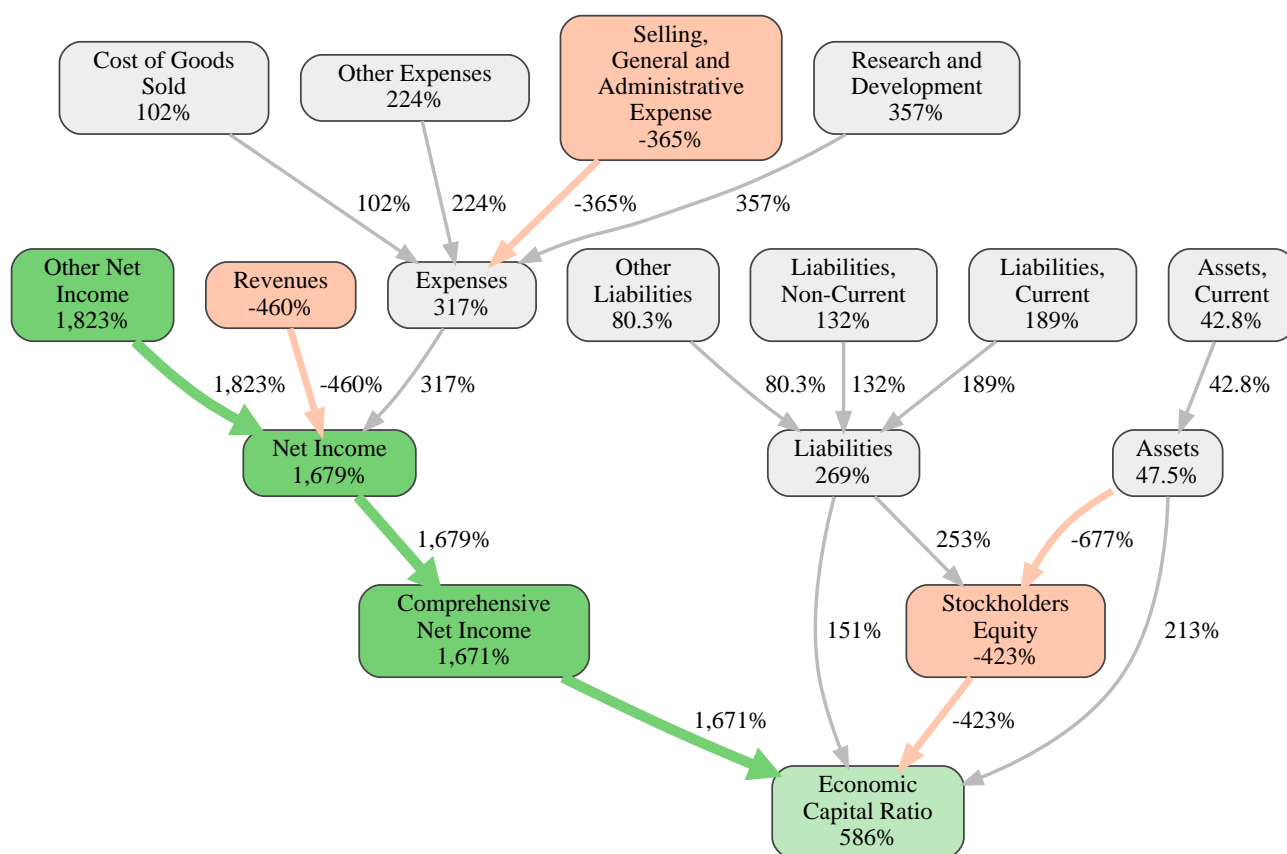 Cost of Goods
Sold
102%
Other Expenses
224%
Selling,
General and
Administrative
Expense
-365%
Research and
Development
357%
102%
224%
-365%
357%
Other Net
Income
1,823%
Revenues
-460%
Expenses
317%
Other
Liabilities
80.3%
Liabilities,
Non-Current
132%
Liabilities,
Current
189%
Assets,
Current
42.8%
1,823%
-460%
317%
80.3%
132%
189%
42.8%
Net Income
1,679%
Liabilities
269%
Assets
47.5%
1,679%
253%
-677%
Comprehensive
Net Income
1,671%
151%
Stockholders
Equity
-423%
213%
1,671%
-423%
Economic
Capital Ratio
586%